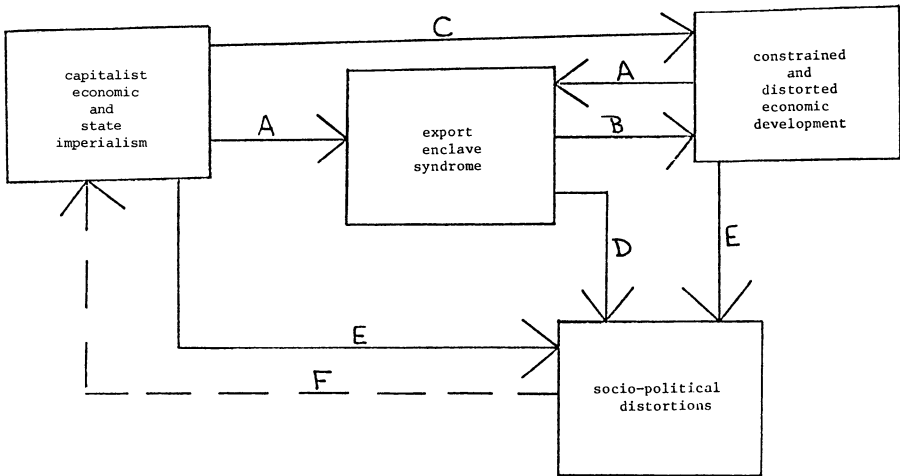 C
capitalist
economic
and
state
imperialism
constrained
and
distorted
economic
development
A
A
export
enclave
syndrome
B
D
E
E
F
socio-political
distortions